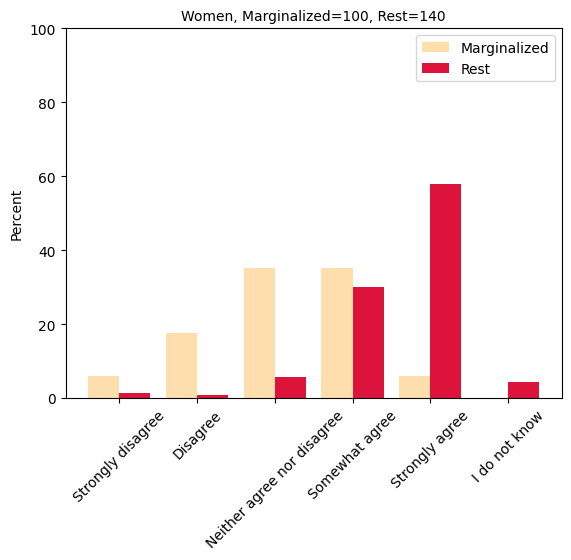 Women, Marginalized=100, Rest=140
Marginalized
Rest
Percent
100
80
60
40
20
0
Strongly disagree
Disagree
Neither agree nor disagree
Somewhat agree
Strongly agree
I do not know